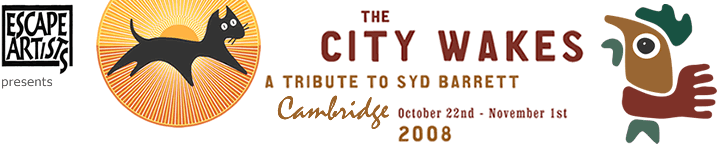 ESCAPE
ARTISTS
presents
THE
CITY WAKES
A TRIBUTE TO SYD BARRETT
Cambridge October 22nd - November 1st
2008